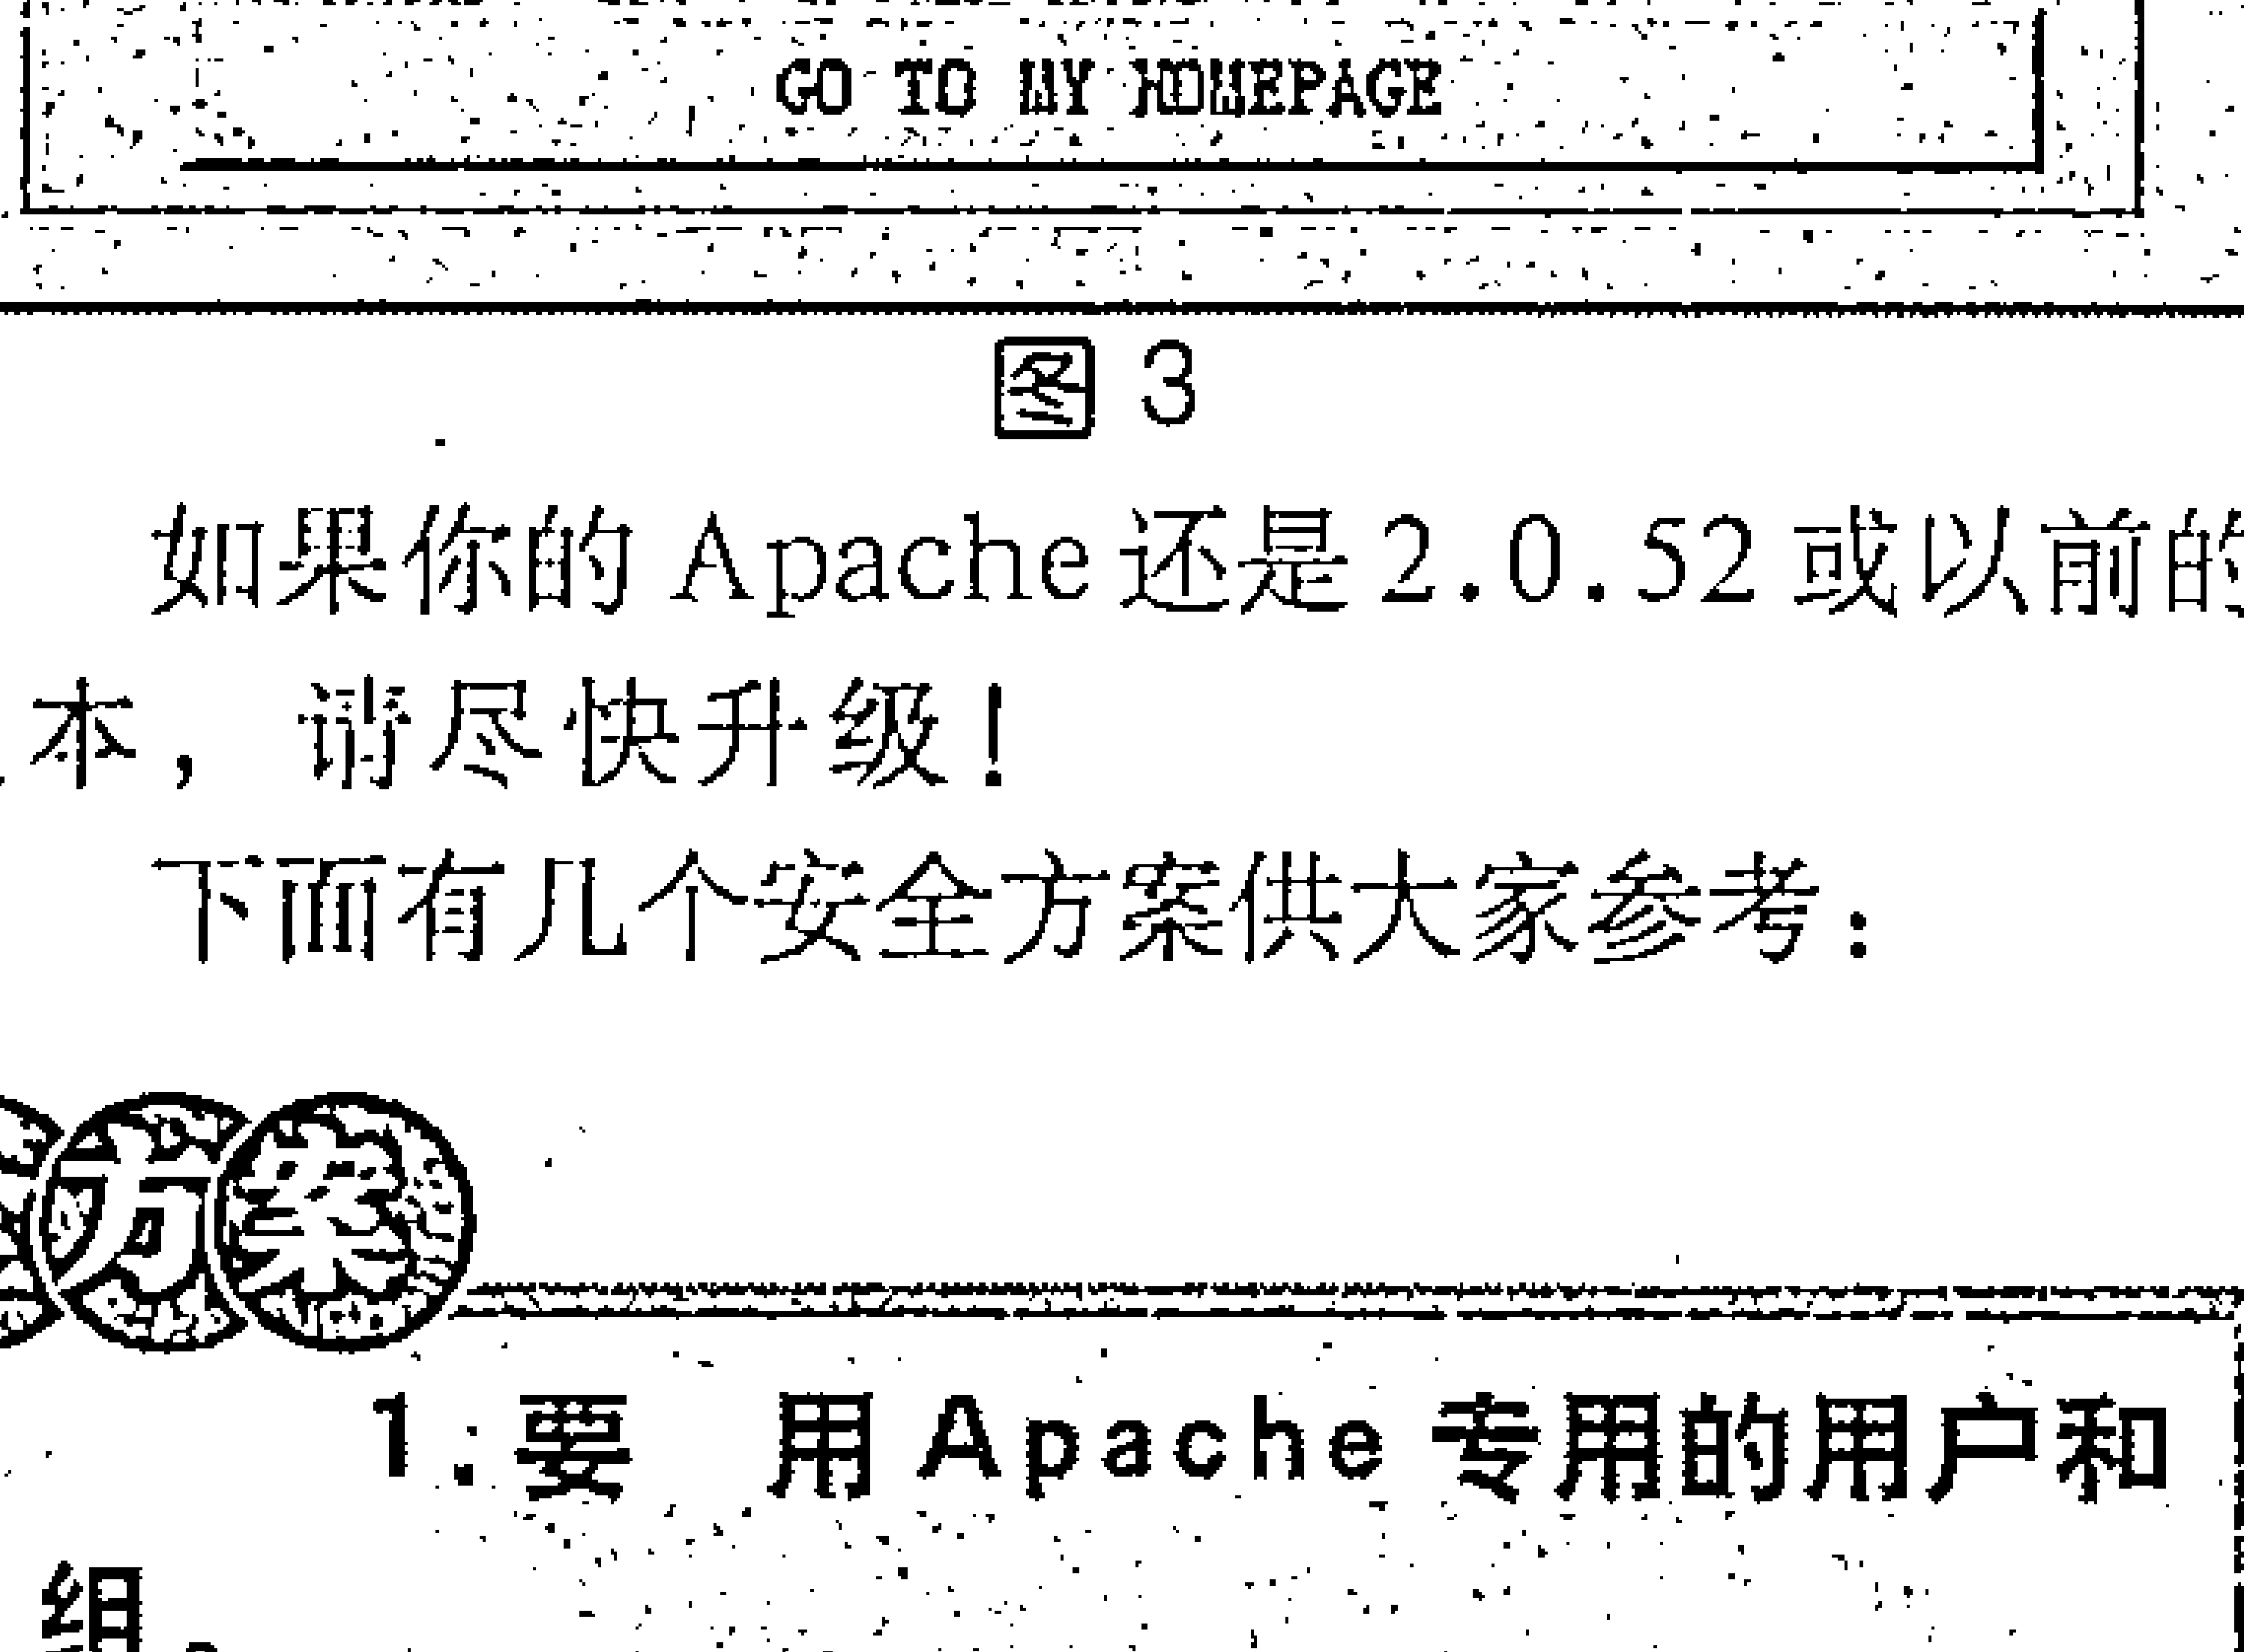 GO TO MY HOMEPAGE
图 3
如果你的 Apache 还是 2.0.52 或以前的
本，请尽快升级！
下面有几个安全方案供大家参考：
方案
1.要 用 Apache 专用的用户和
组。